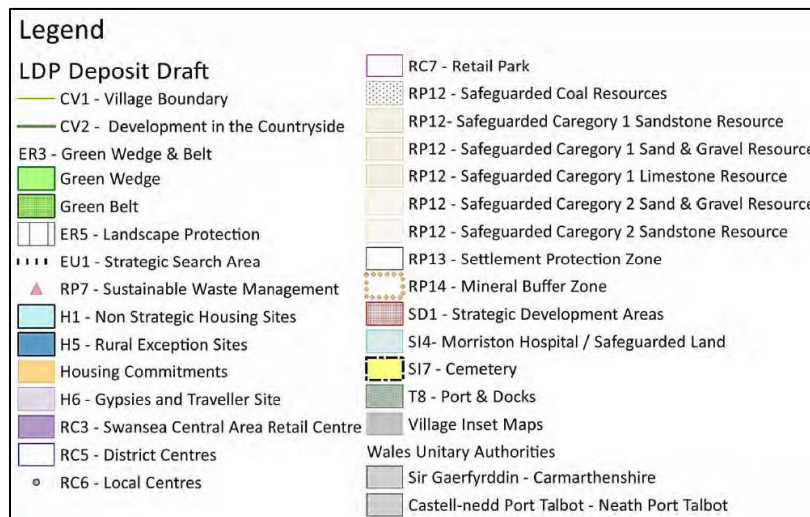 Legend
LDP Deposit Draft
CV1 - Village Boundary
CV2 - Development in the Countryside
ER3 - Green Wedge & Belt
Green Wedge
Green Belt
ER5 - Landscape Protection
EU1 - Strategic Search Area
RP7 - Sustainable Waste Management
H1 - Non Strategic Housing Sites
H5 - Rural Exception Sites
Housing Commitments
H6 - Gypsies and Traveller Site
RC3 - Swansea Central Area Retail Centre
RC5 - District Centres
RC6 - Local Centres
RC7 - Retail Park
RP12 - Safeguarded Coal Resources
RP12- Safeguarded Caregory 1 Sandstone Resource
RP12 - Safeguarded Caregory 1 Sand & Gravel Resource
RP12 - Safeguarded Caregory 1 Limestone Resource
RP12 - Safeguarded Caregory 2 Sand & Gravel Resource
RP12 - Safeguarded Caregory 2 Sandstone Resource
RP13 - Settlement Protection Zone
RP14 - Mineral Buffer Zone
SD1 - Strategic Development Areas
SI4- Morriston Hospital / Safeguarded Land
SI7 - Cemetery
T8 - Port & Docks
Village Inset Maps
Wales Unitary Authorities
Sir Gaerfyrddin - Carmarthenshire
Castell-nedd Port Talbot - Neath Port Talbot